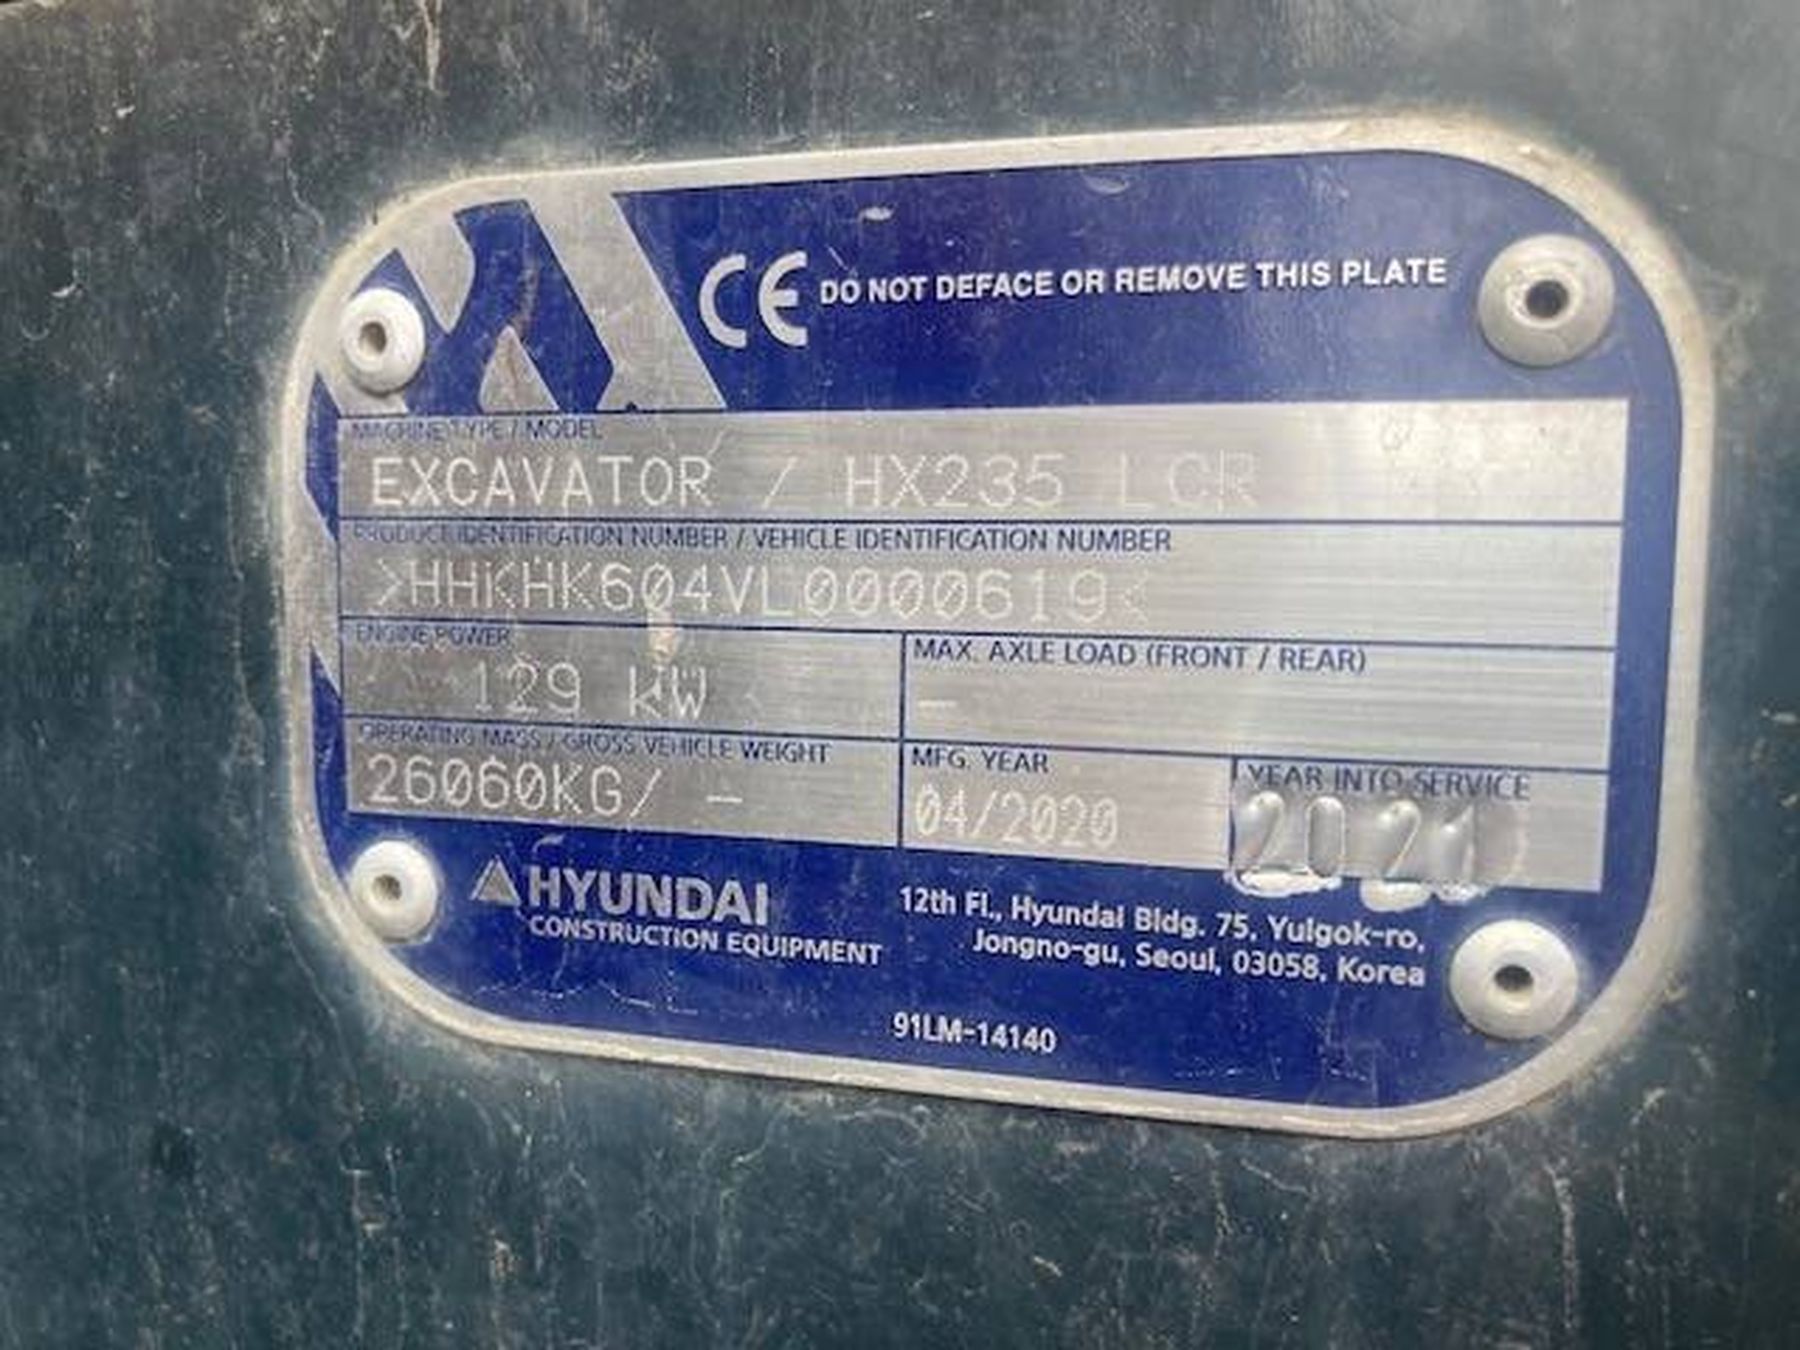 CE DO NOT DEFACE OR REMOVE THIS PLATE
MACHINE TYPE / MODEL
EXCAVATOR / HX235 LCR
PRODUCT IDENTIFICATION NUMBER / VEHICLE IDENTIFICATION NUMBER
>HHKHK604VL0000619<
ENGINE POWER
129 kW
MAX. AXLE LOAD (FRONT / REAR)
–
OPERATING MASS / GROSS VEHICLE WEIGHT
26060KG/ –
MFG. YEAR
04/2020
YEAR INTO SERVICE
2021
HYUNDAI
CONSTRUCTION EQUIPMENT
12th Fl., Hyundai Bldg. 75, Yulgok-ro,
Jongno-gu, Seoul, 03058, Korea
91LM-14140